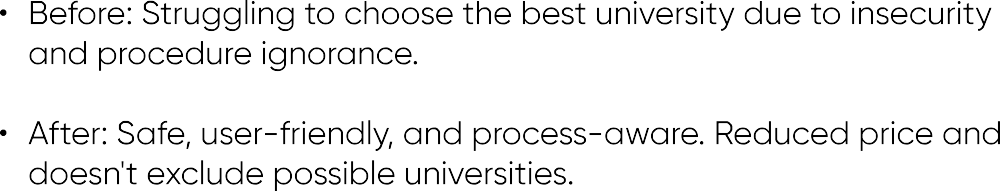 • Before: Struggling to choose the best university due to insecurity
and procedure ignorance.
• After: Safe, user-friendly, and process-aware. Reduced price and
doesn't exclude possible universities.